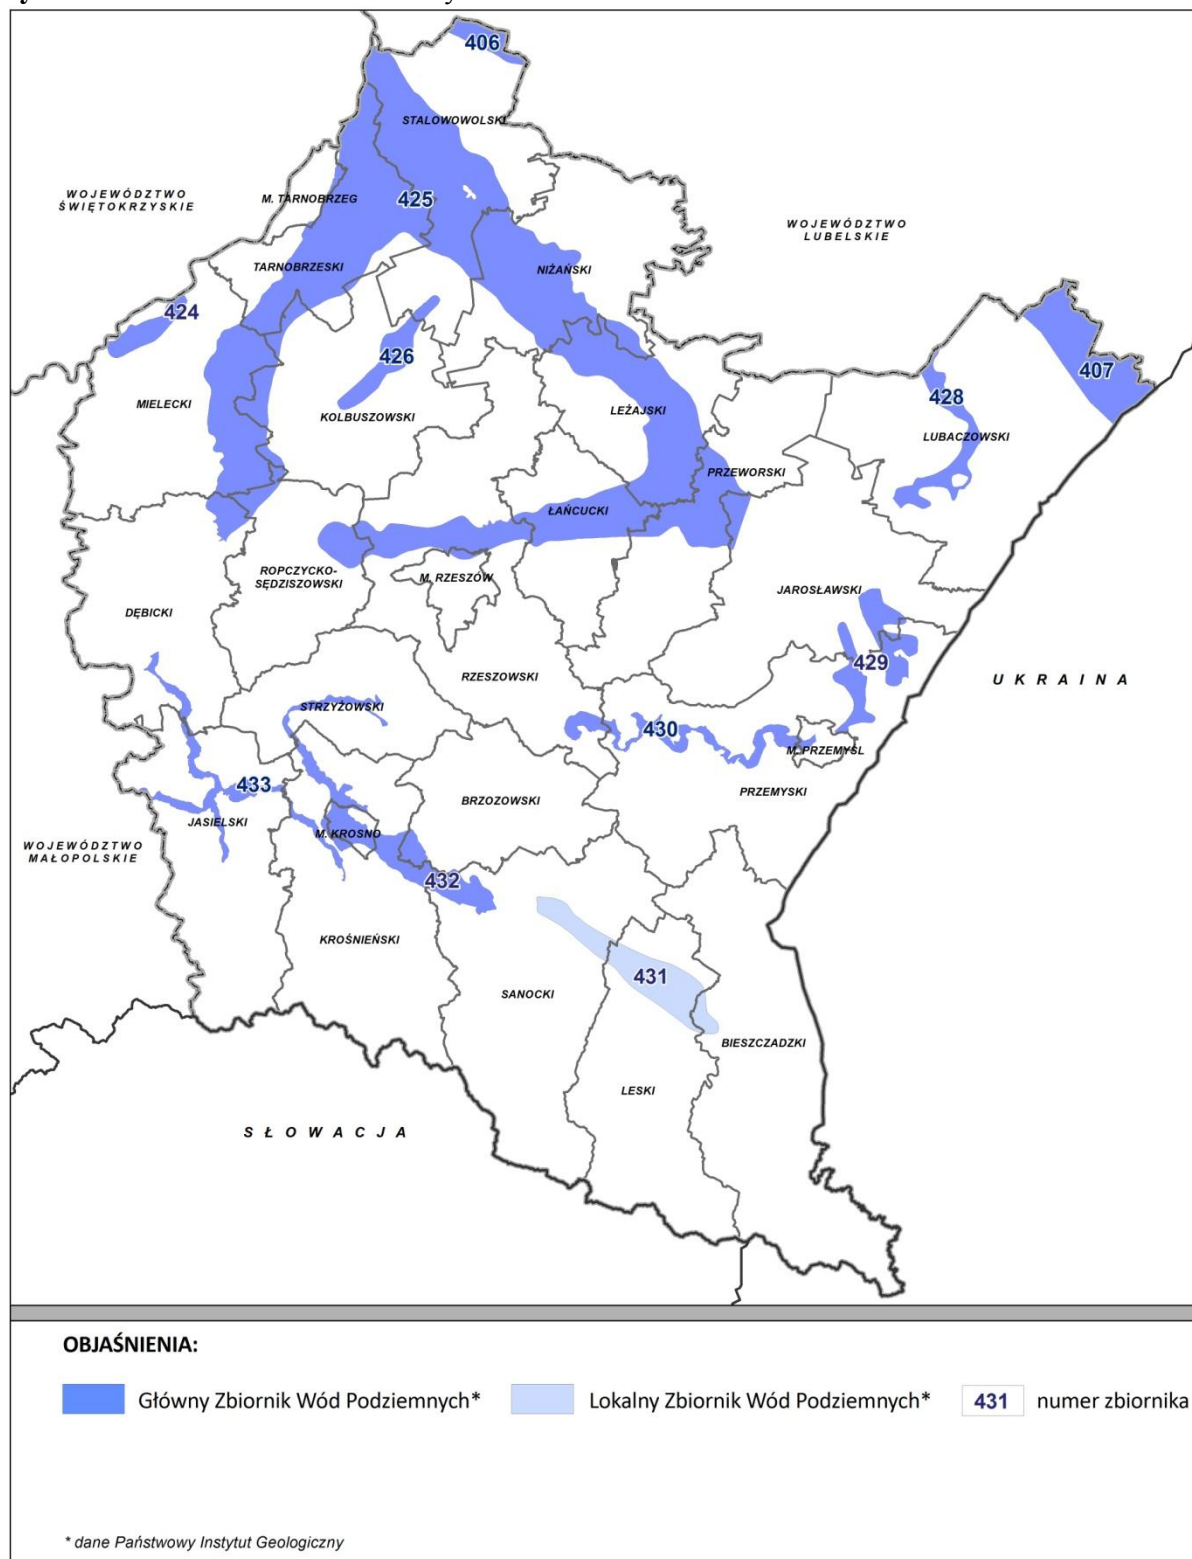 406
STALOWOWOLSKI
WOJEWÓDZTWO
ŚWIĘTOKRZYSKIE
M. TARNOBRZEG
425
WOJEWÓDZTWO
LUBELSKIE
TARNOBRZESKI
NIŻAŃSKI
424
426
407
428
MIELECKI
KOLBUSZOWSKI
LEŻAJSKI
LUBACZOWSKI
PRZEWORSKI
ŁAŃCUCKI
ROPCZYCKO-
SĘDZISZOWSKI
M. RZESZÓW
JAROSŁAWSKI
DĘBICKI
429
RZESZOWSKI
UKRAINA
STRZYŻOWSKI
430
M. PRZEMYŚL
433
BRZOZOWSKI
PRZEMYSKI
JASIELSKI
M. KROSNO
WOJEWÓDZTWO
MAŁOPOLSKIE
432
KROŚNIEŃSKI
431
SANOCKI
BIESZCZADZKI
LESKI
SŁOWACJA
OBJAŚNIENIA:
Główny Zbiornik Wód Podziemnych*
Lokalny Zbiornik Wód Podziemnych*
431 numer zbiornika
* dane Państwowy Instytut Geologiczny